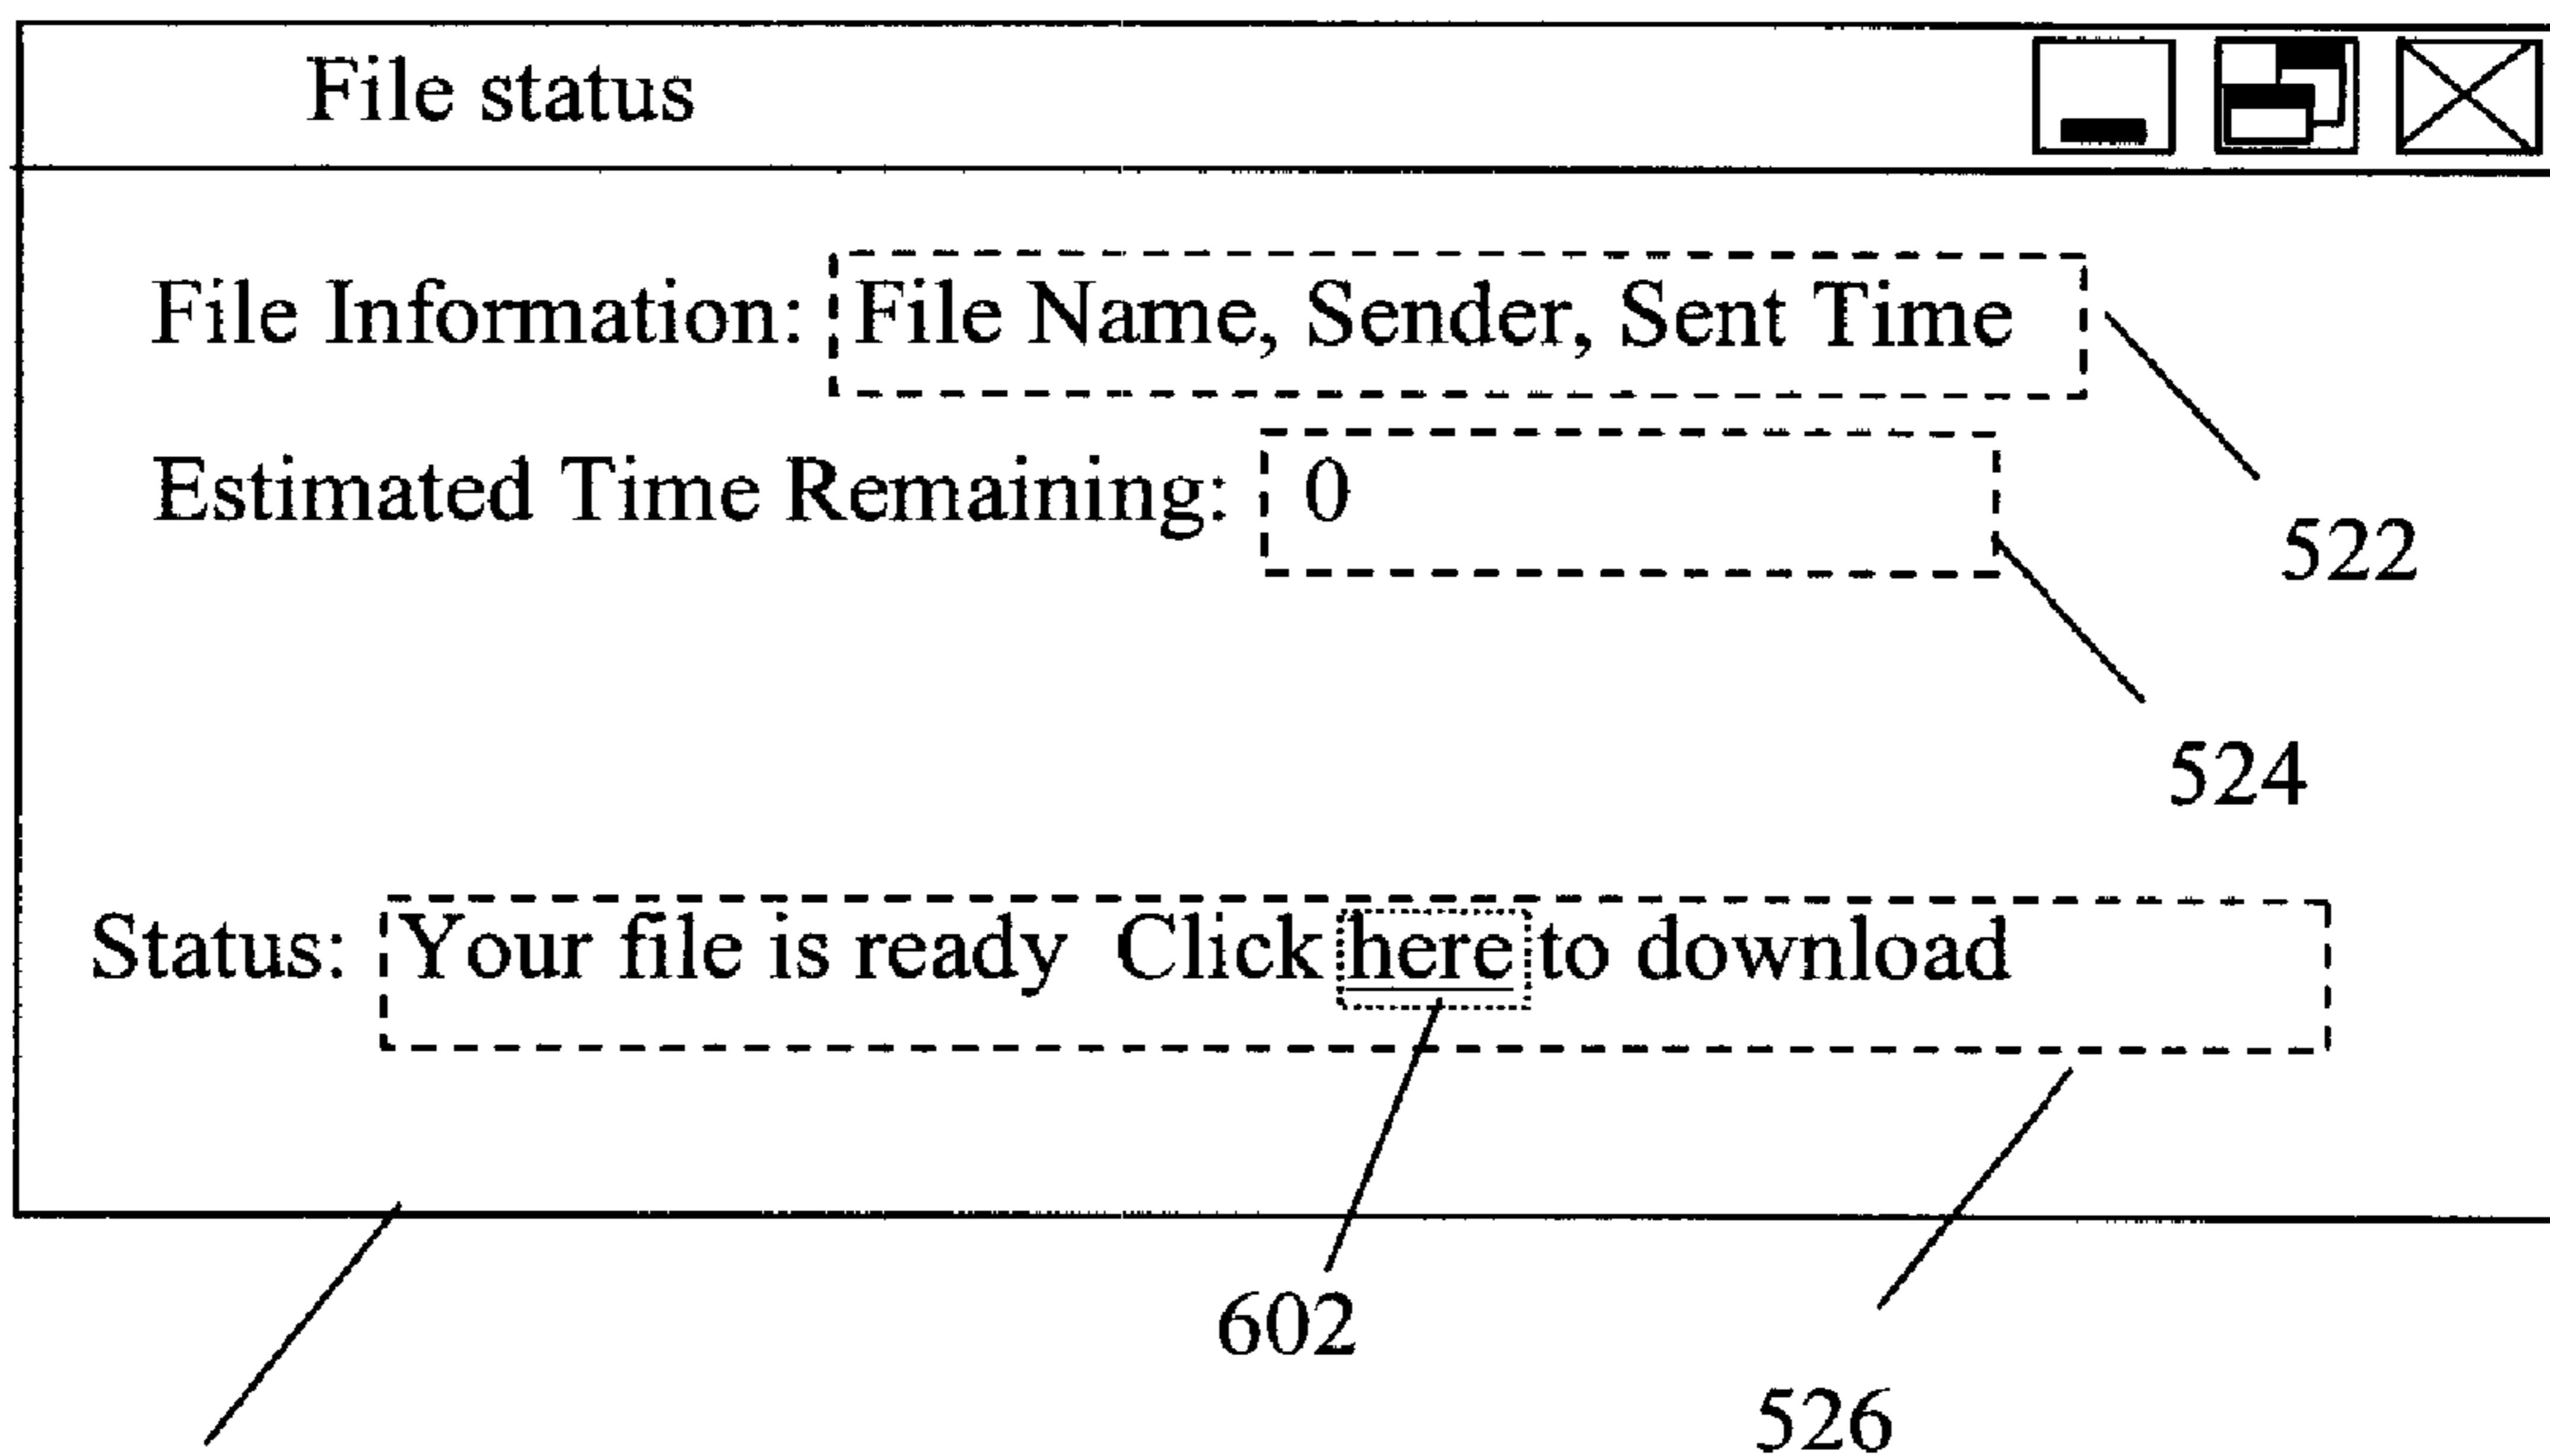 File status
File Information: File Name, Sender, Sent Time
Estimated Time Remaining: 0
522
524
Status: Your file is ready  Click here to download
602
526